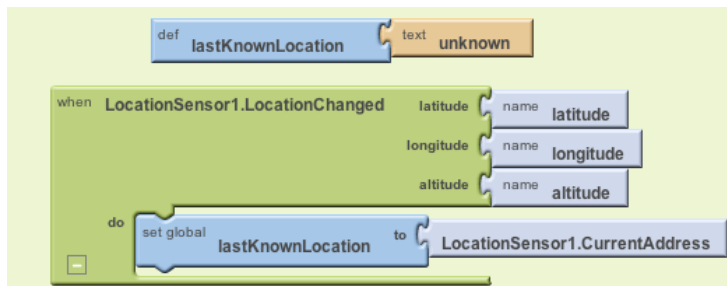 def lastKnownLocation text unknown
when LocationSensor1.LocationChanged latitude name latitude
longitude name longitude
altitude name altitude
do set global lastKnownLocation to LocationSensor1.CurrentAddress